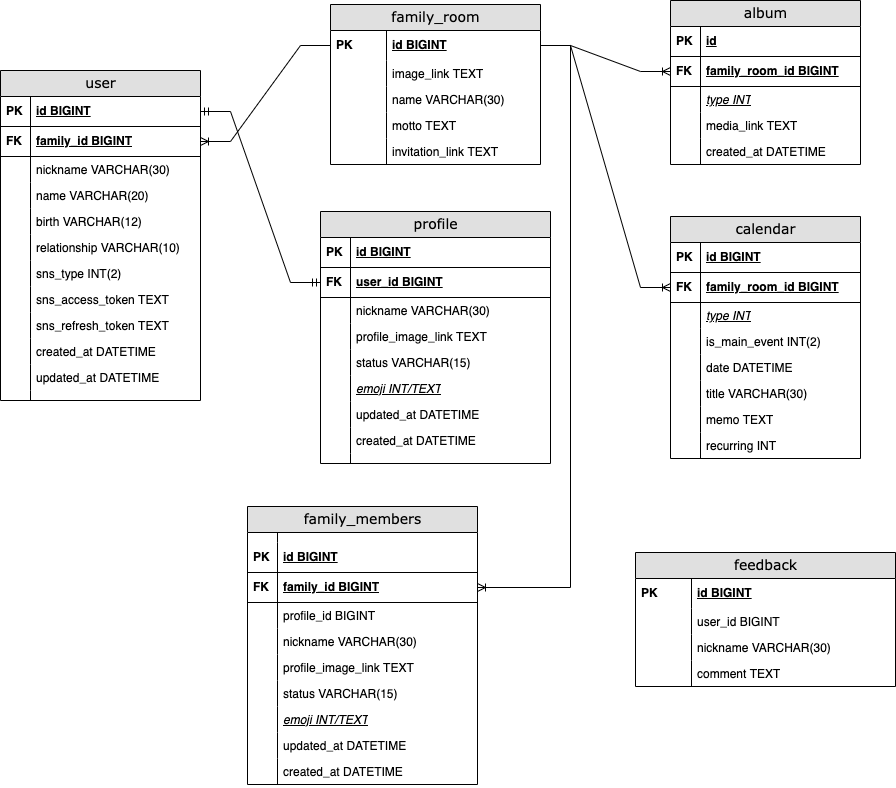 user
PK id BIGINT
FK family_id BIGINT
nickname VARCHAR(30)
name VARCHAR(20)
birth VARCHAR(12)
relationship VARCHAR(10)
sns_type INT(2)
sns_access_token TEXT
sns_refresh_token TEXT
created_at DATETIME
updated_at DATETIME
family_room
PK id BIGINT
image_link TEXT
name VARCHAR(30)
motto TEXT
invitation_link TEXT
album
PK id
FK family_room_id BIGINT
type INT
media_link TEXT
created_at DATETIME
profile
PK id BIGINT
FK user_id BIGINT
nickname VARCHAR(30)
profile_image_link TEXT
status VARCHAR(15)
emoji INT/TEXT
updated_at DATETIME
created_at DATETIME
calendar
PK id BIGINT
FK family_room_id BIGINT
type INT
is_main_event INT(2)
date DATETIME
title VARCHAR(30)
memo TEXT
recurring INT
family_members
PK id BIGINT
FK family_id BIGINT
profile_id BIGINT
nickname VARCHAR(30)
profile_image_link TEXT
status VARCHAR(15)
emoji INT/TEXT
updated_at DATETIME
created_at DATETIME
feedback
PK id BIGINT
user_id BIGINT
nickname VARCHAR(30)
comment TEXT